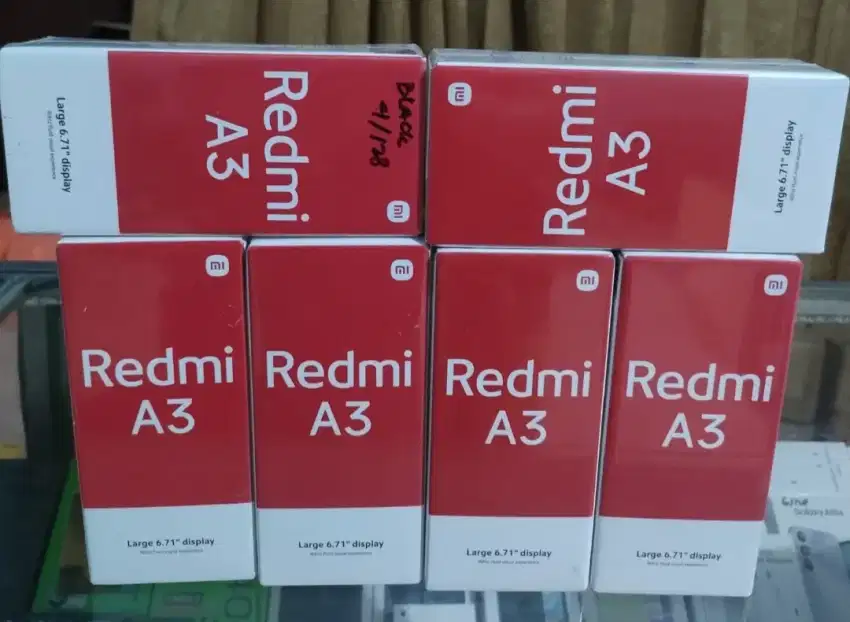 Redmi
A3
BLACK
4/128
mi
Large 6.71" display
mi
Redmi
A3
Large 6.71" display
mi
Redmi
A3
Large 6.71" display
mi
Redmi
A3
Large 6.71" display
mi
Redmi
A3
Large 6.71" display
mi
Redmi
A3
Large 6.71" display